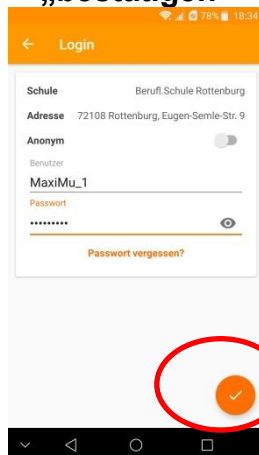 „bestätigen“
78% 18:34
Login
Schule Berufl.Schule Rottenburg
Adresse 72108 Rottenburg, Eugen-Semle-Str. 9
Anonym
Benutzer
MaxiMu_1
Passwort
•••••••••
Passwort vergessen?